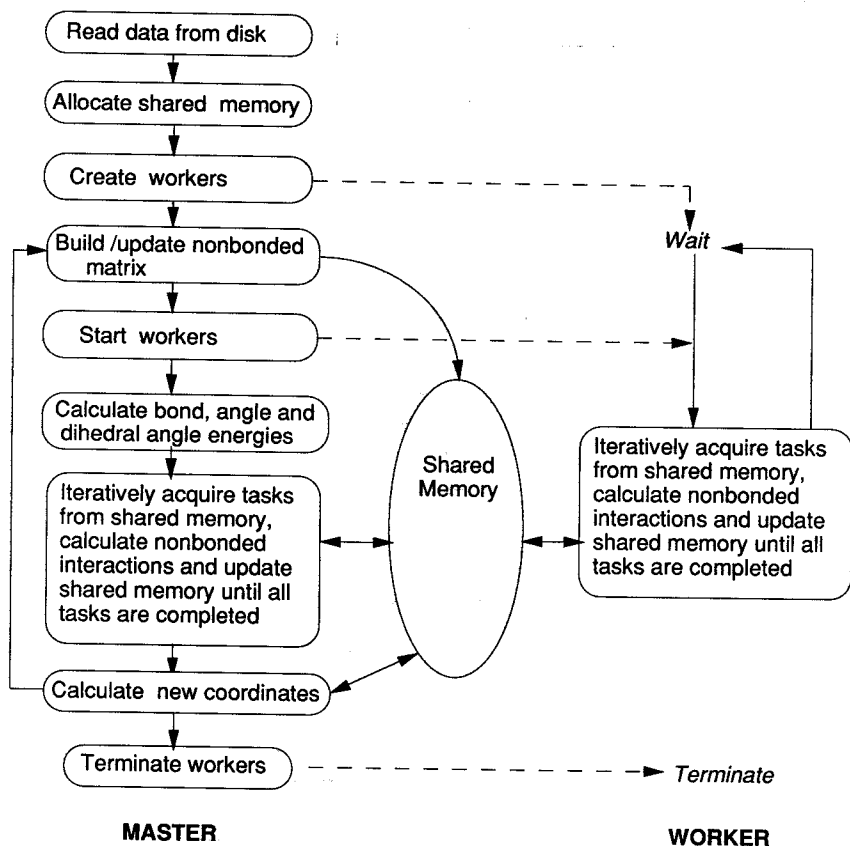 Read data from disk
Allocate shared memory
Create workers
Build /update nonbonded
matrix
Start workers
Calculate bond, angle and
dihedral angle energies
Iteratively acquire tasks
from shared memory,
calculate nonbonded
interactions and update
shared memory until all
tasks are completed
Calculate new coordinates
Terminate workers
MASTER
Shared
Memory
Wait
Iteratively acquire tasks
from shared memory,
calculate nonbonded
interactions and update
shared memory until all
tasks are completed
Terminate
WORKER